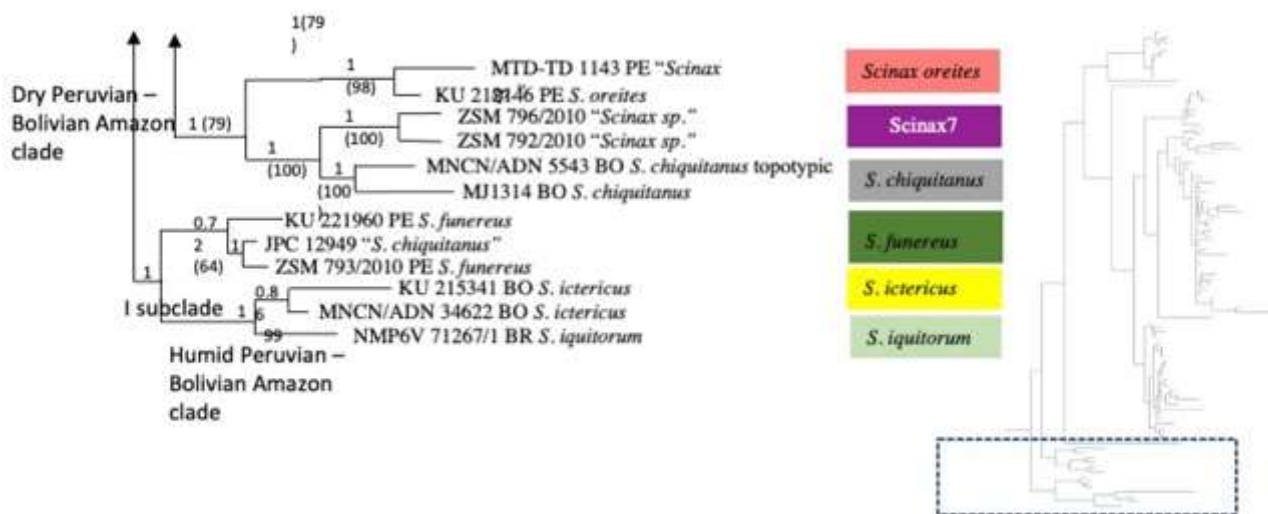 1(79
)
1
(98)
MTD-TD 1143 PE “Scinax
KU 218146 PE S. oreites
Scinax oreites
Dry Peruvian –
Bolivian Amazon
clade
1 (79)
1
(100)
ZSM 796/2010 “Scinax sp.”
ZSM 792/2010 “Scinax sp.”
Scinax7
1
(100)
1
(100
)
MNCN/ADN 5543 BO S. chiquitanus topotypic
MJ1314 BO S. chiquitanus
S. chiquitanus
0.7
2
(64)
KU 221960 PE S. funereus
1
JPC 12949 “S. chiquitanus”
ZSM 793/2010 PE S. funereus
S. funereus
1
I subclade
1
0.8
6
KU 215341 BO S. ictericus
MNCN/ADN 34622 BO S. ictericus
S. ictericus
99
NMP6V 71267/1 BR S. iquitorum
S. iquitorum
Humid Peruvian –
Bolivian Amazon
clade